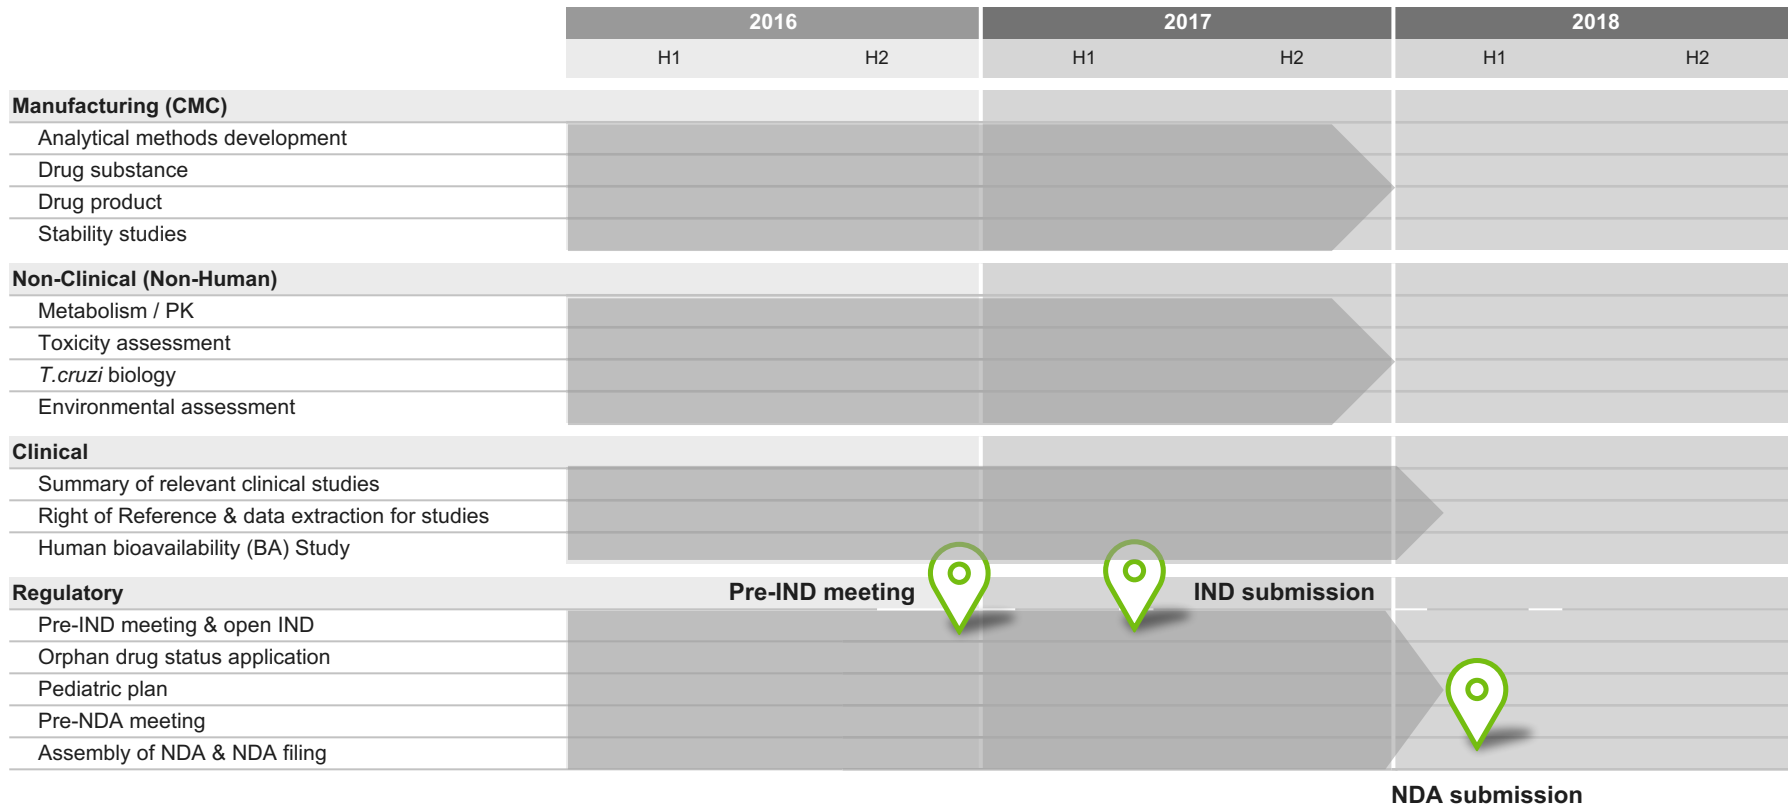 2016 2017 2018
H1 H2 H1 H2 H1 H2
Manufacturing (CMC)
Analytical methods development
Drug substance
Drug product
Stability studies
Non-Clinical (Non-Human)
Metabolism / PK
Toxicity assessment
T.cruzi biology
Environmental assessment
Clinical
Summary of relevant clinical studies
Right of Reference & data extraction for studies
Human bioavailability (BA) Study
Regulatory Pre-IND meeting IND submission
Pre-IND meeting & open IND
Orphan drug status application
Pediatric plan
Pre-NDA meeting
Assembly of NDA & NDA filing
NDA submission